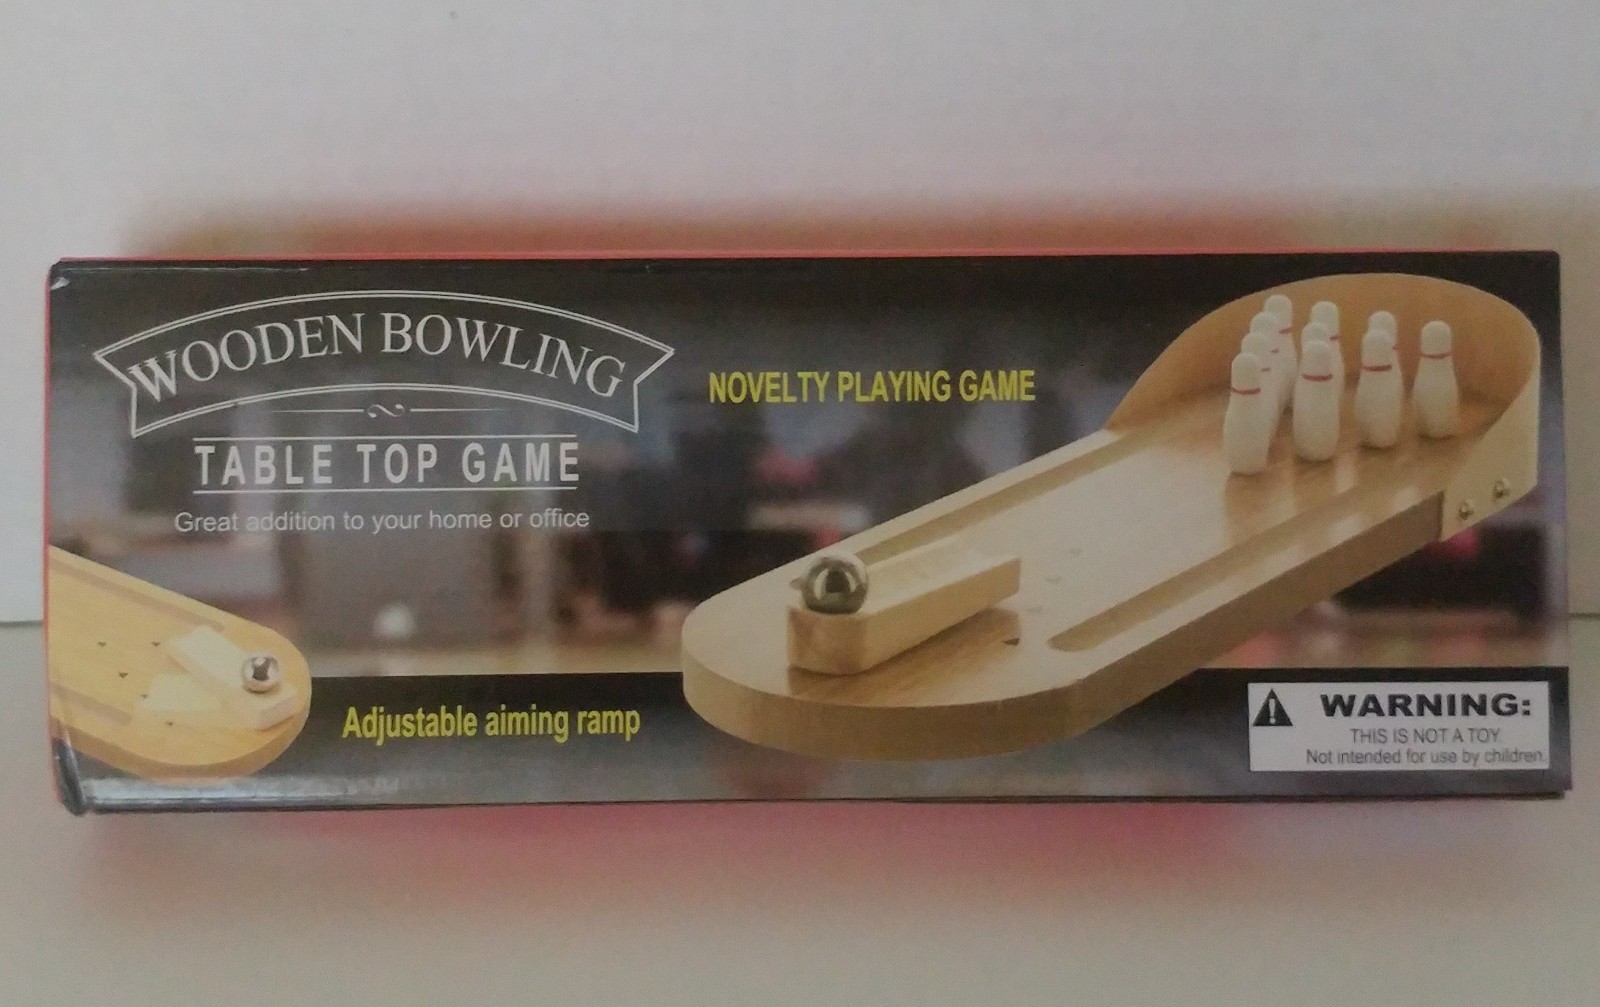 WOODEN BOWLING
TABLE TOP GAME
Great addition to your home or office
NOVELTY PLAYING GAME
Adjustable aiming ramp
WARNING:
THIS IS NOT A TOY.
Not intended for use by children.